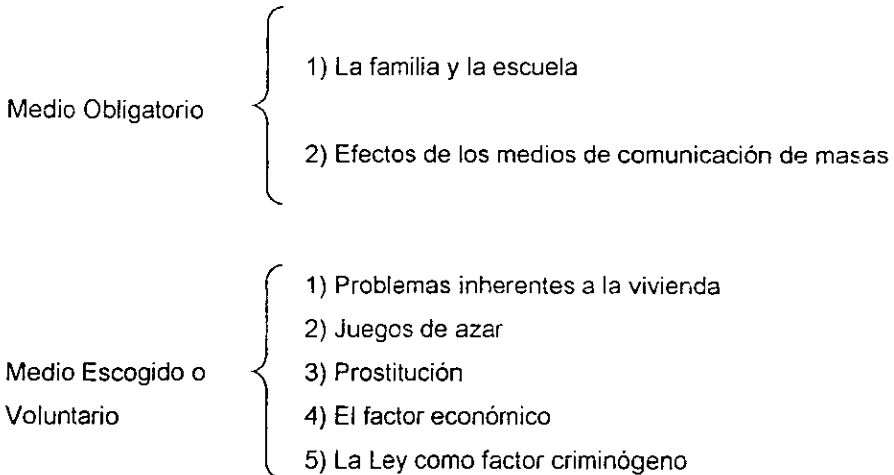 Medio Obligatorio
1) La familia y la escuela
2) Efectos de los medios de comunicación de masas
Medio Escogido o
Voluntario
1) Problemas inherentes a la vivienda
2) Juegos de azar
3) Prostitución
4) El factor económico
5) La Ley como factor criminógeno